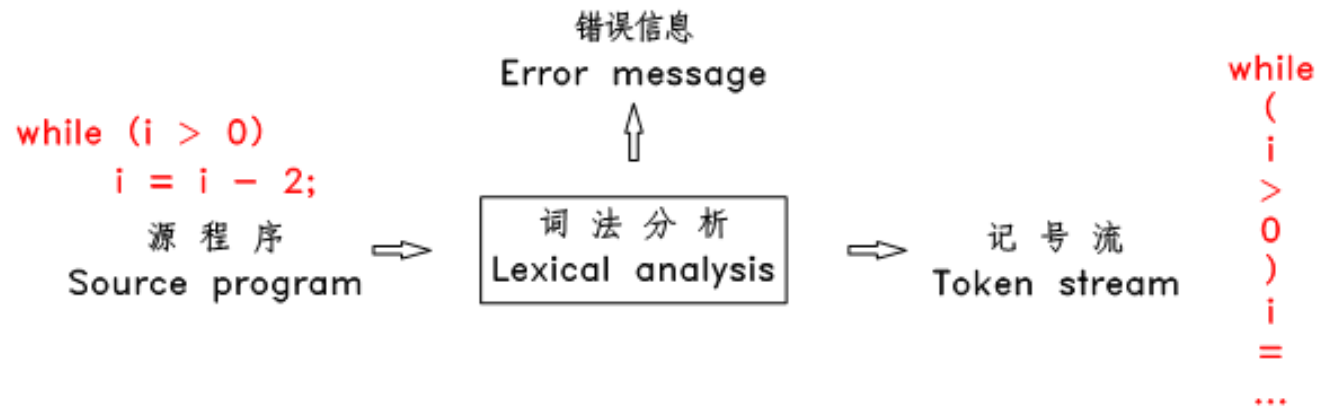 错误信息
Error message
while (i > 0)
i = i - 2;
源程序
Source program
词法分析
Lexical analysis
记号流
Token stream
while
(
i
>
0
)
i
=
...